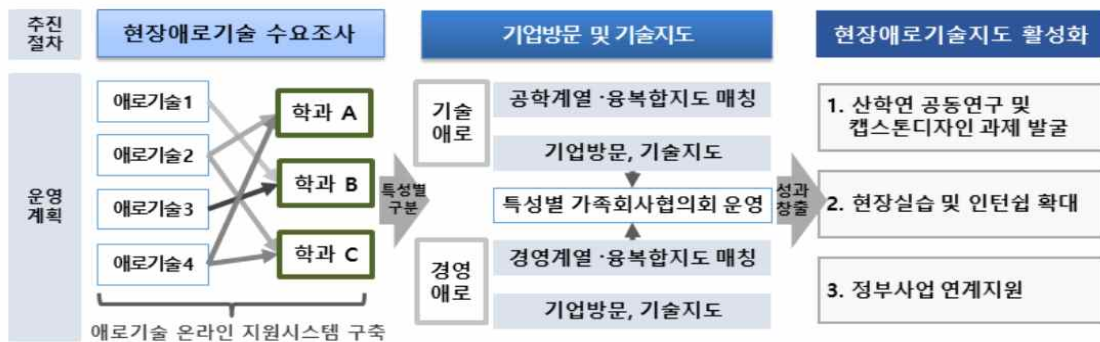 추진
절차
현장애로기술 수요조사
기업방문 및 기술지도
현장애로기술지도 활성화
운영
계획
애로기술1
애로기술2
애로기술3
애로기술4
학과 A
학과 B
학과 C
애로기술 온라인 지원시스템 구축
특성별
구분
기술
애로
공학계열 ·융복합지도 매칭
기업방문, 기술지도
특성별 가족회사협의회 운영
경영
애로
경영계열 ·융복합지도 매칭
기업방문, 기술지도
성과
창출
1. 산학연 공동연구 및
캡스톤디자인 과제 발굴
2. 현장실습 및 인턴쉽 확대
3. 정부사업 연계지원